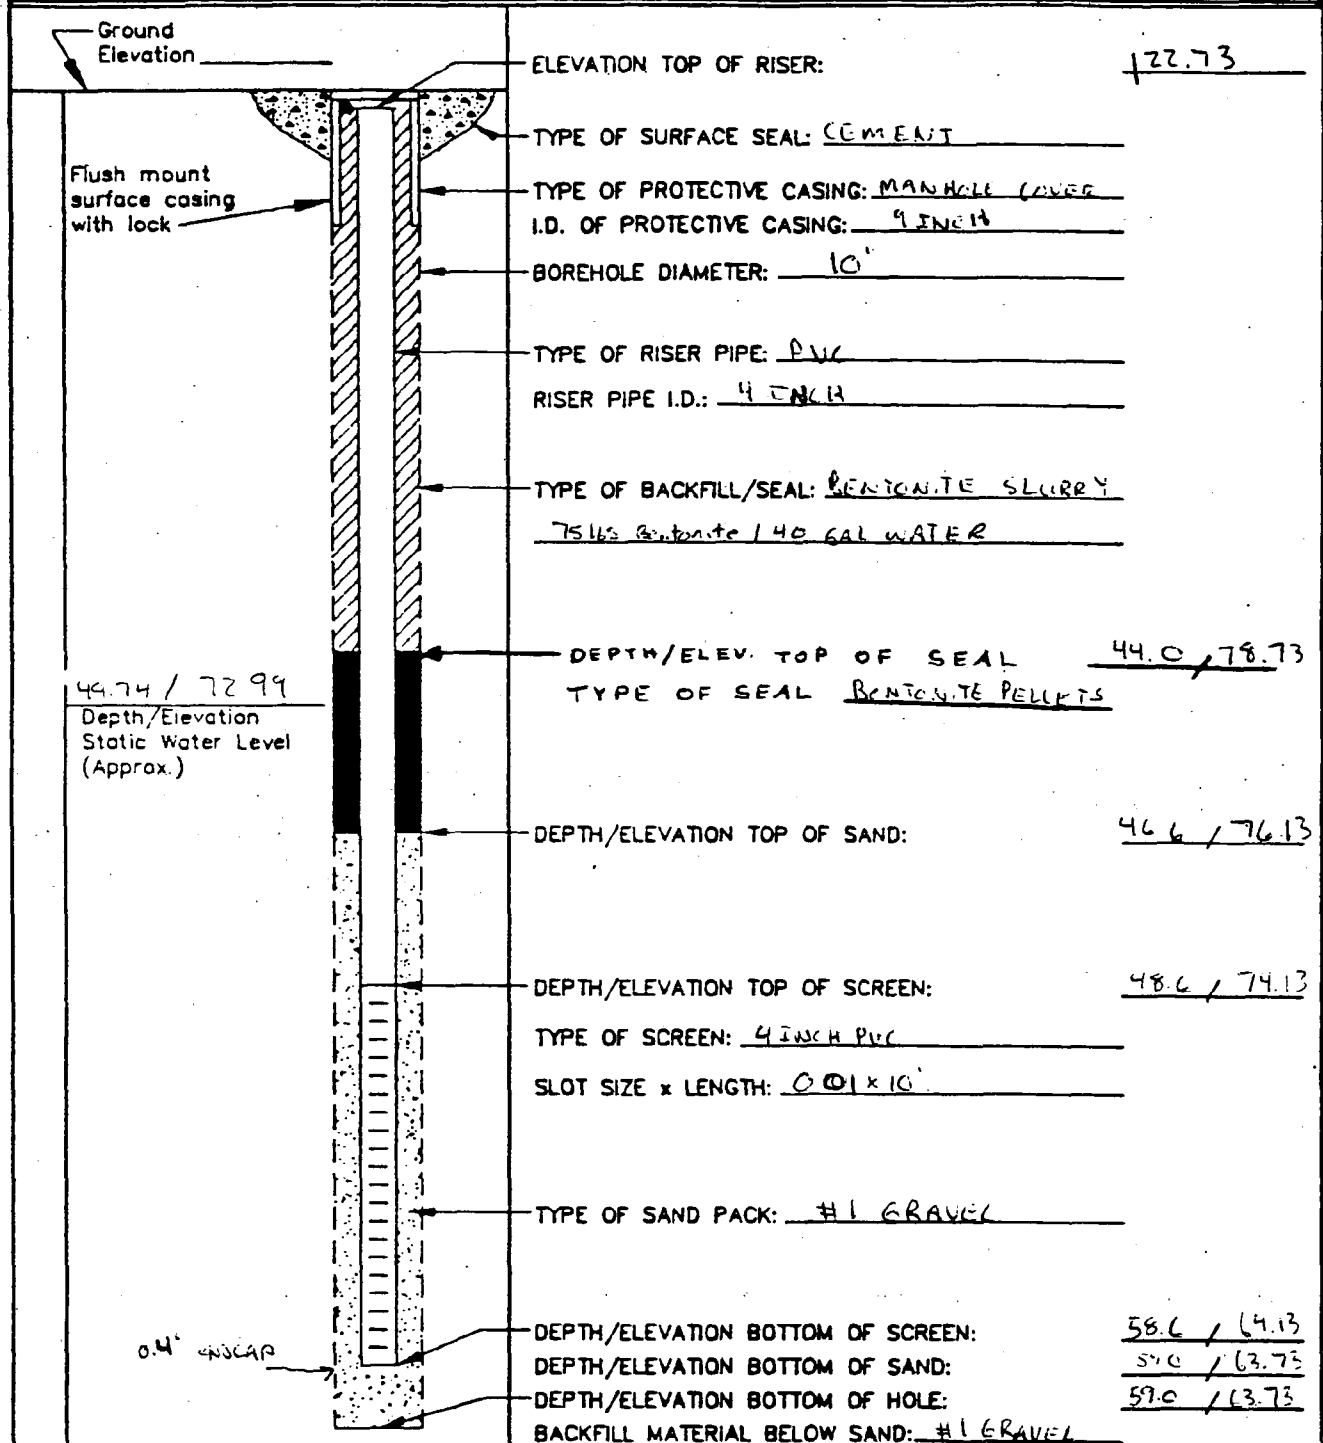 Ground
Elevation
ELEVATION TOP OF RISER: 122.73
TYPE OF SURFACE SEAL: CEMENT
Flush mount
surface casing
with lock
TYPE OF PROTECTIVE CASING: MANHOLE COVER
I.D. OF PROTECTIVE CASING: 9 INCH
BOREHOLE DIAMETER: 10"
TYPE OF RISER PIPE: PVC
RISER PIPE I.D.: 4 INCH
TYPE OF BACKFILL/SEAL: BENTONITE SLURRY
75 lbs Bentonite / 40 GAL WATER
DEPTH/ELEV. TOP OF SEAL 44.0 / 78.73
TYPE OF SEAL BENTONITE PELLETS
49.74 / 72.99
Depth/Elevation
Static Water Level
(Approx.)
DEPTH/ELEVATION TOP OF SAND: 46.6 / 76.13
DEPTH/ELEVATION TOP OF SCREEN: 48.6 / 74.13
TYPE OF SCREEN: 4 INCH PVC
SLOT SIZE x LENGTH: 0.01 x 10'
TYPE OF SAND PACK: #1 GRAVEL
DEPTH/ELEVATION BOTTOM OF SCREEN: 58.6 / 64.13
0.4' ENDCAP
DEPTH/ELEVATION BOTTOM OF SAND: 59.0 / 63.73
DEPTH/ELEVATION BOTTOM OF HOLE: 59.0 / 63.73
BACKFILL MATERIAL BELOW SAND: #1 GRAVEL